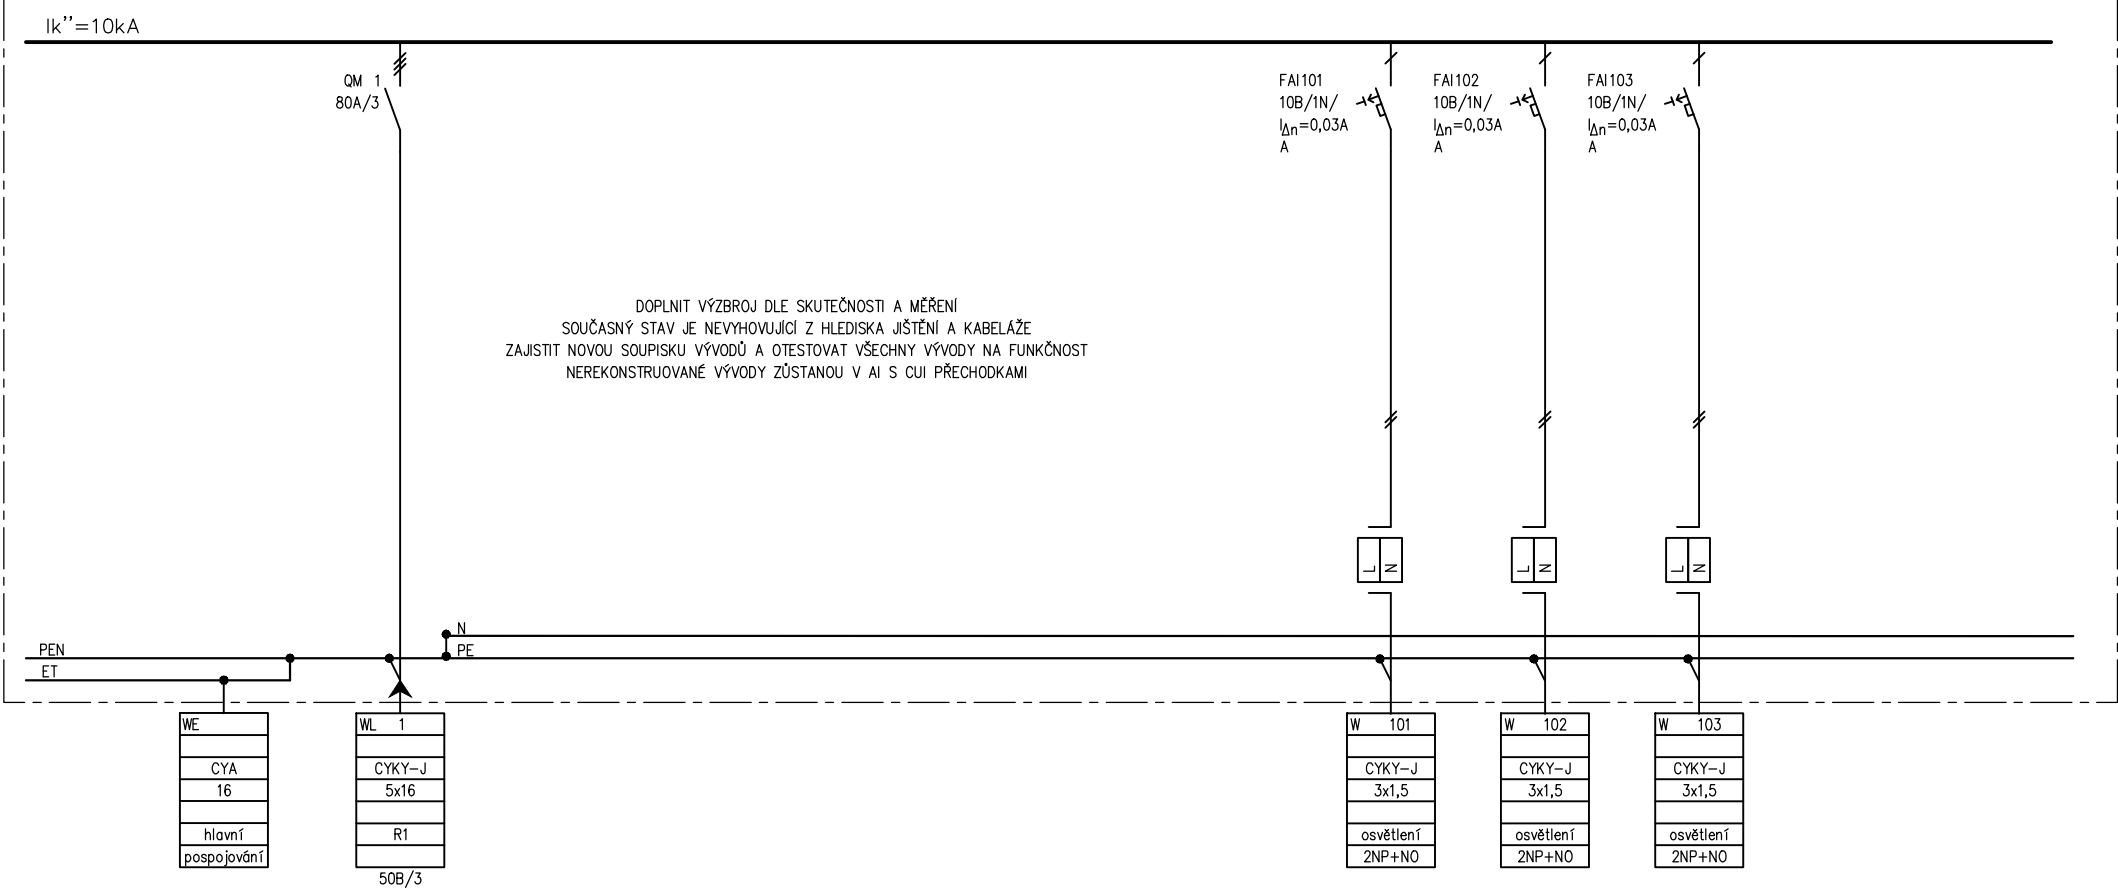 Ik’’=10kA
QM 1
80A/3
FAI101
10B/1N/
I∆n=0,03A
A
FAI102
10B/1N/
I∆n=0,03A
A
FAI103
10B/1N/
I∆n=0,03A
A
DOPLNIT VÝZBROJ DLE SKUTEČNOSTI A MĚŘENÍ
SOUČASNÝ STAV JE NEVYHOVUJÍCÍ Z HLEDISKA JIŠTĚNÍ A KABELÁŽE
ZAJISTIT NOVOU SOUPISKU VÝVODŮ A OTESTOVAT VŠECHNY VÝVODY NA FUNKČNOST
NEREKONSTRUOVANÉ VÝVODY ZŮSTANOU V AI S CUI PŘECHODKAMI
L N
L N
L N
N
PEN
PE
ET
WE
CYA
16
hlavní
pospojování
WL 1
CYKY-J
5x16
R1
50B/3
W 101
CYKY-J
3x1,5
osvětlení
2NP+NO
W 102
CYKY-J
3x1,5
osvětlení
2NP+NO
W 103
CYKY-J
3x1,5
osvětlení
2NP+NO